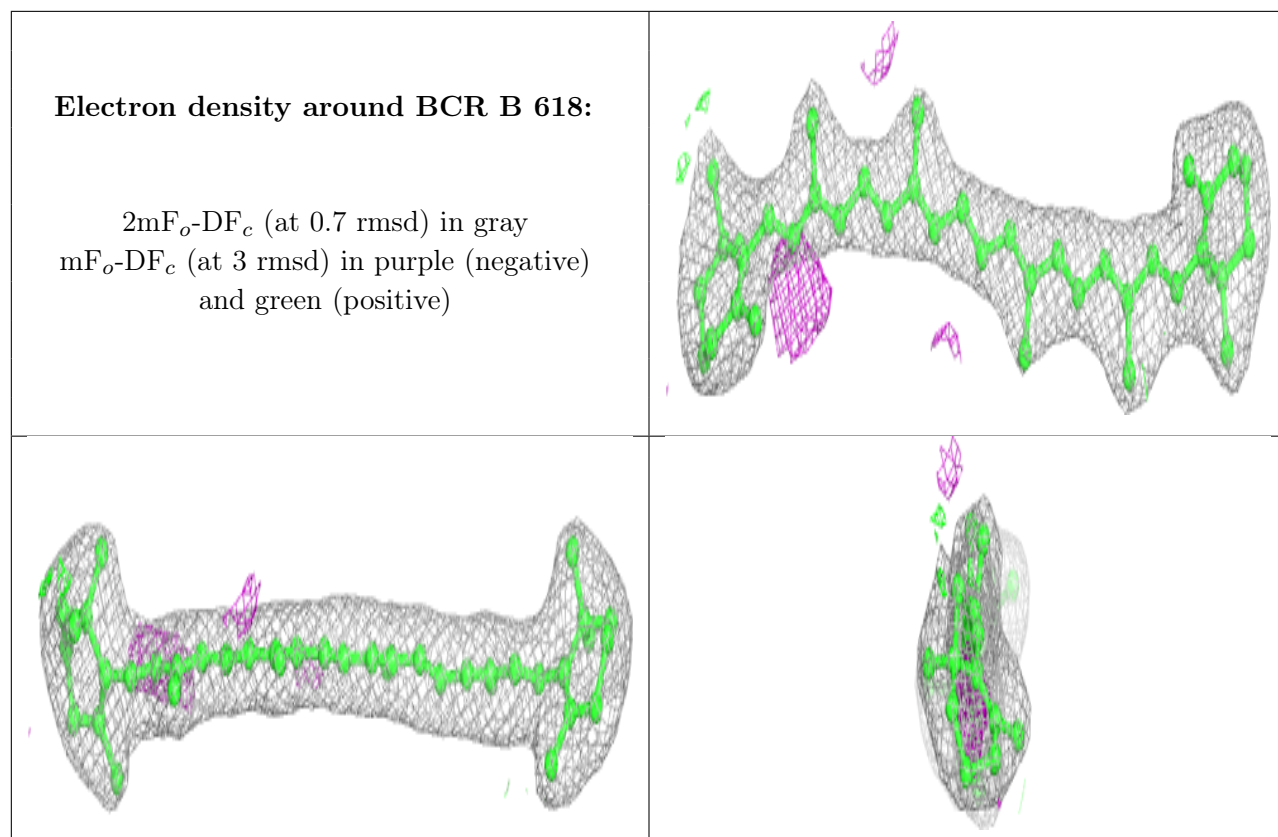 Electron density around BCR B 618:
2mFo-DFc (at 0.7 rmsd) in gray
mFo-DFc (at 3 rmsd) in purple (negative)
and green (positive)